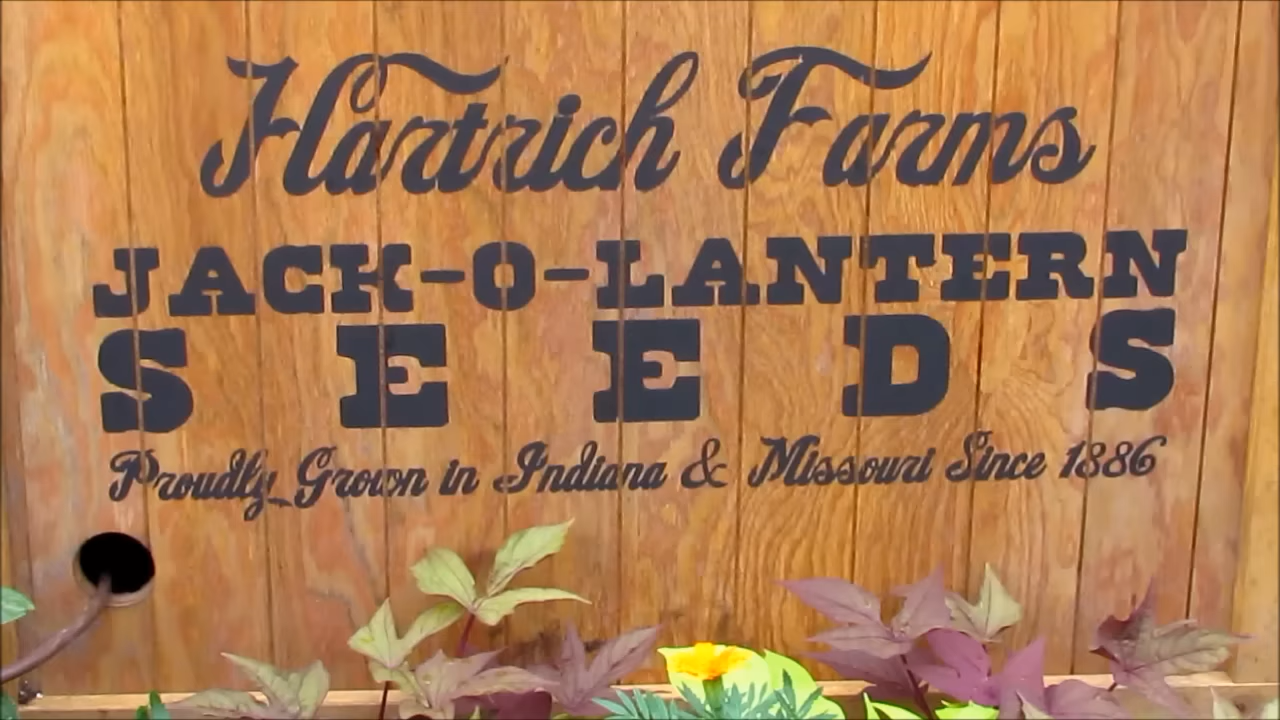 Hartrich Farms
JACK-O-LANTERN
SEEDS
Proudly Grown in Indiana & Missouri Since 1886